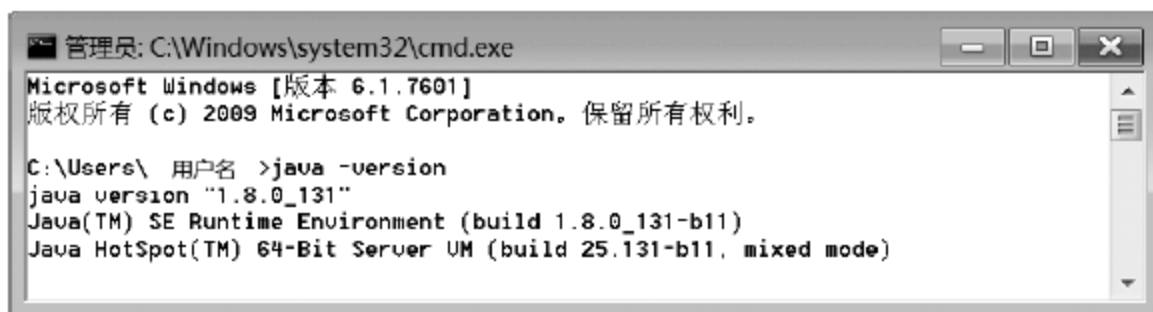 管理员: C:\Windows\system32\cmd.exe
Microsoft Windows [版本 6.1.7601]
版权所有 (c) 2009 Microsoft Corporation。保留所有权利。
C:\Users\ 用户名 >java -version
java version "1.8.0_131"
Java(TM) SE Runtime Environment (build 1.8.0_131-b11)
Java HotSpot(TM) 64-Bit Server VM (build 25.131-b11, mixed mode)